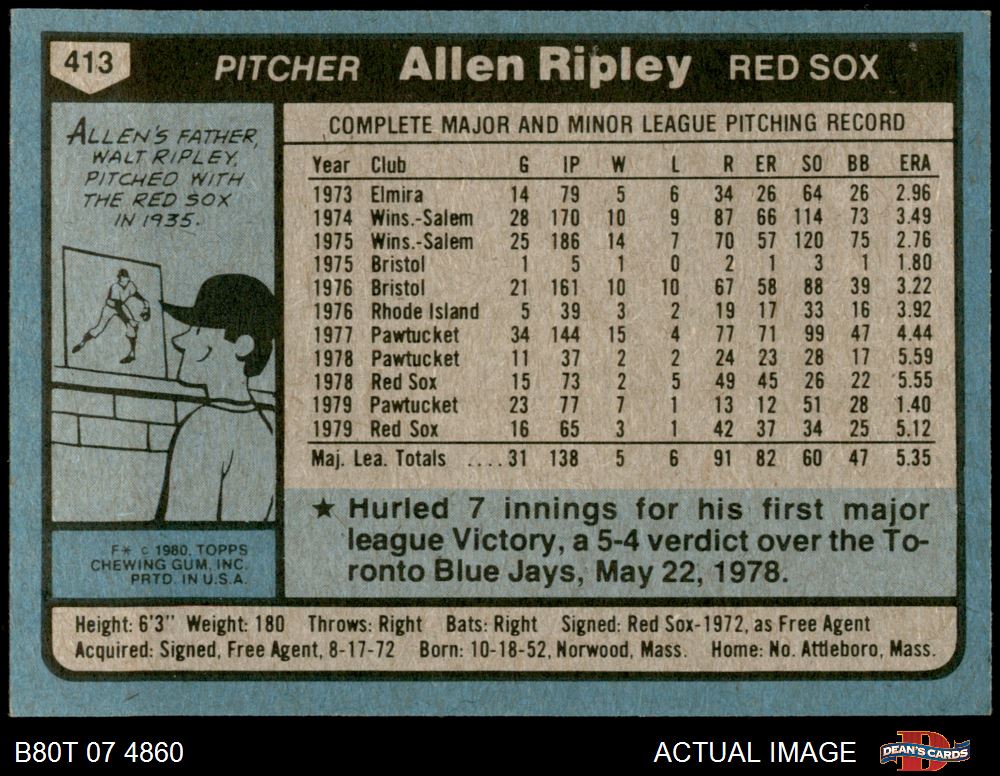 413
PITCHER Allen Ripley RED SOX
ALLEN'S FATHER,
WALT RIPLEY,
PITCHED WITH
THE RED SOX
IN 1935.
COMPLETE MAJOR AND MINOR LEAGUE PITCHING RECORD
Year Club G IP W L R ER SO BB ERA
1973 Elmira 14 79 5 6 34 26 64 26 2.96
1974 Wins.-Salem 28 170 10 9 87 66 114 73 3.49
1975 Wins.-Salem 25 186 14 7 70 57 120 75 2.76
1975 Bristol 1 5 1 0 2 1 3 1 1.80
1976 Bristol 21 161 10 10 67 58 88 39 3.22
1976 Rhode Island 5 39 3 2 19 17 33 16 3.92
1977 Pawtucket 34 144 15 4 77 71 99 47 4.44
1978 Pawtucket 11 37 2 2 24 23 28 17 5.59
1978 Red Sox 15 73 2 5 49 45 26 22 5.55
1979 Pawtucket 23 77 7 1 13 12 51 28 1.40
1979 Red Sox 16 65 3 1 42 37 34 25 5.12
Maj. Lea. Totals ....31 138 5 6 91 82 60 47 5.35
★ Hurled 7 innings for his first major
league Victory, a 5-4 verdict over the To-
ronto Blue Jays, May 22, 1978.
F* © 1980. TOPPS
CHEWING GUM, INC.
PRTD. IN U.S.A.
Height: 6'3" Weight: 180 Throws: Right Bats: Right Signed: Red Sox-1972, as Free Agent
Acquired: Signed, Free Agent, 8-17-72 Born: 10-18-52, Norwood, Mass. Home: No. Attleboro, Mass.
B80T 07 4860
ACTUAL IMAGE
DEAN'S CARDS